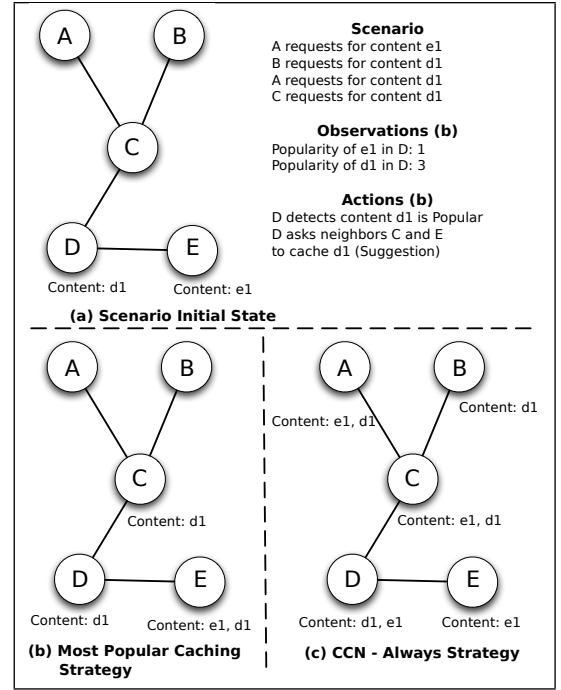 A
B
C
D
E
Content: d1
Content: e1
Scenario
A requests for content e1
B requests for content d1
A requests for content d1
C requests for content d1
Observations (b)
Popularity of e1 in D: 1
Popularity of d1 in D: 3
Actions (b)
D detects content d1 is Popular
D asks neighbors C and E
to cache d1 (Suggestion)
(a) Scenario Initial State
A
B
C
Content: d1
D
E
Content: d1
Content: e1, d1
(b) Most Popular Caching
Strategy
A
B
Content: e1, d1
Content: d1
C
Content: e1, d1
D
E
Content: d1, e1
Content: e1
(c) CCN - Always Strategy